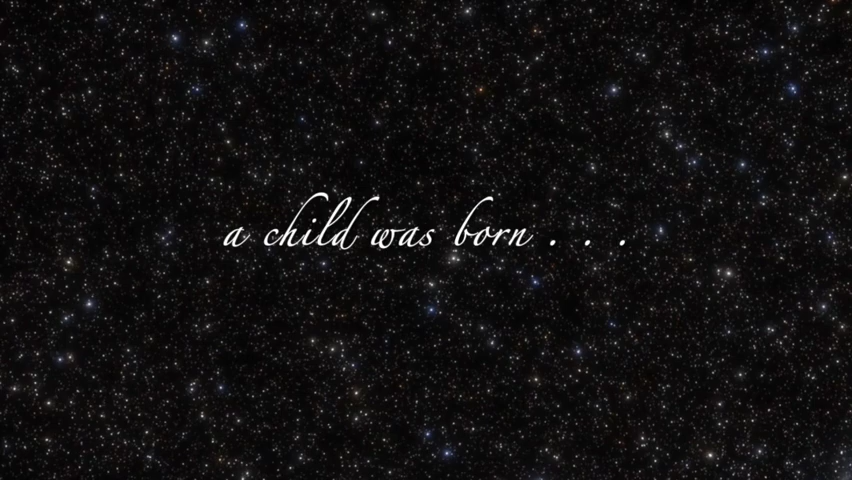 a child was born . . .